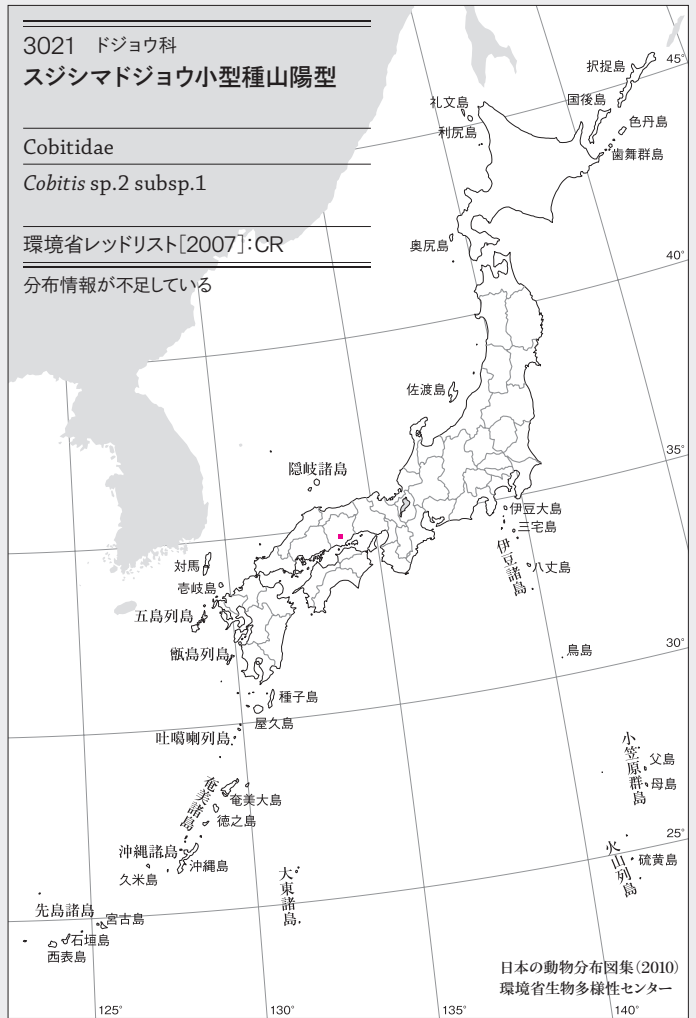 3021 ドジョウ科
スジシマドジョウ小型種山陽型
Cobitidae
Cobitis sp.2 subsp.1
環境省レッドリスト[2007]:CR
分布情報が不足している
択捉島
45°
礼文島
国後島
利尻島
色丹島
歯舞群島
奥尻島
40°
佐渡島
35°
隠岐諸島
伊豆大島
三宅島
伊豆諸島
八丈島
対馬
壱岐島
五島列島
甑島列島
鳥島
30°
種子島
屋久島
吐噶喇列島
小笠原群島
父島
母島
奄美諸島
奄美大島
徳之島
25°
沖縄諸島
沖縄島
久米島
火山列島
硫黄島
大東諸島
先島諸島
宮古島
石垣島
西表島
日本の動物分布図集(2010)
環境省生物多様性センター
125°
130°
135°
140°